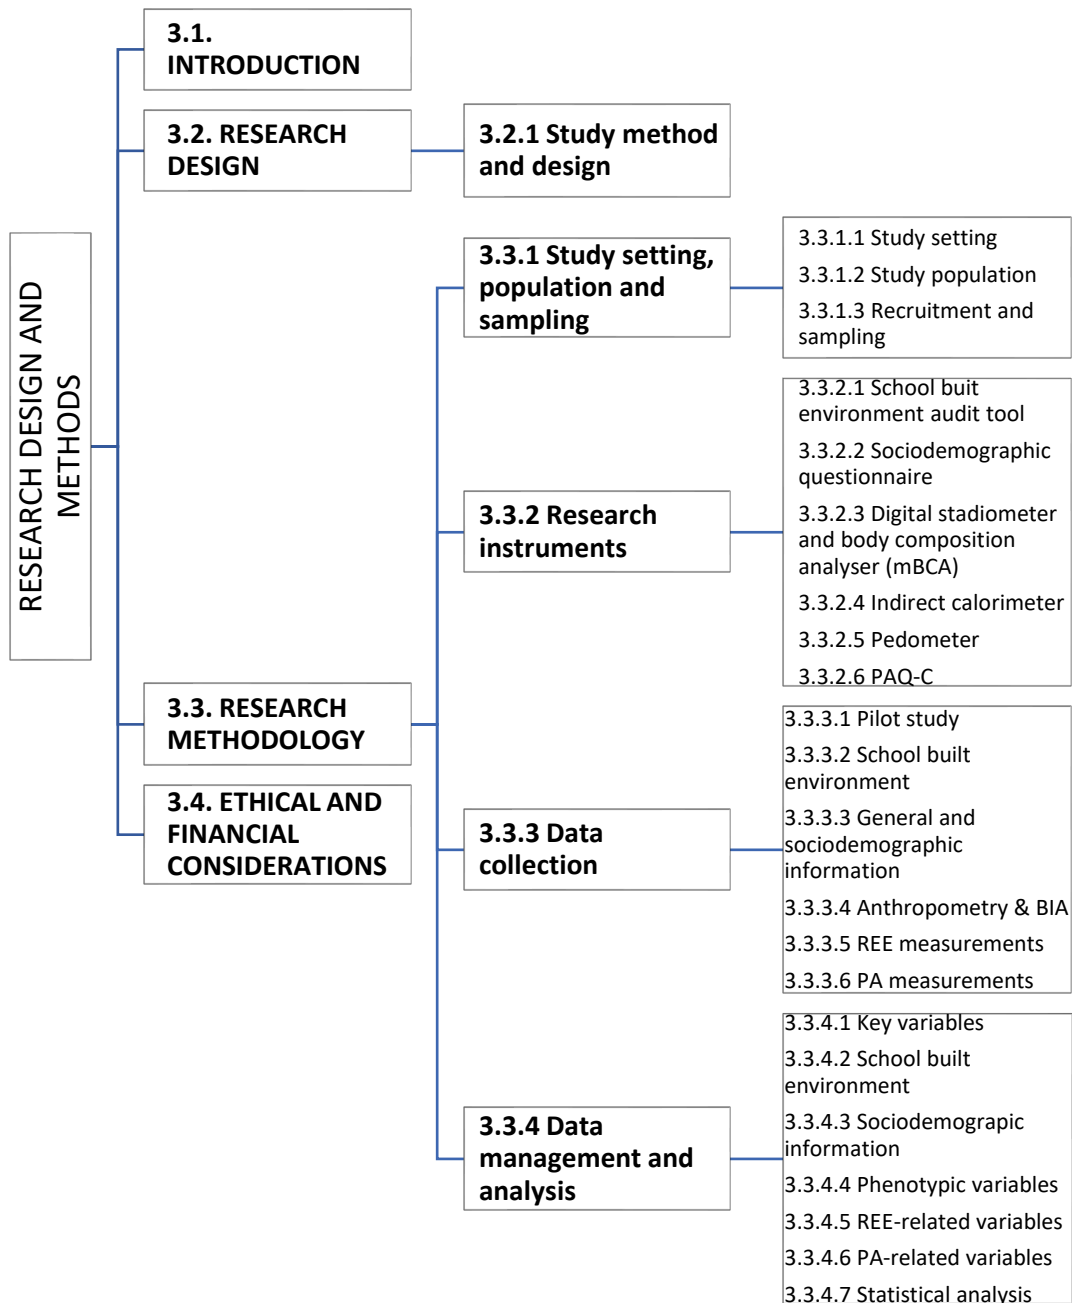 RESEARCH DESIGN AND
METHODS
3.1.
INTRODUCTION
3.2. RESEARCH
DESIGN
3.2.1 Study method
and design
3.3. RESEARCH
METHODOLOGY
3.3.1 Study setting,
population and
sampling
3.3.1.1 Study setting
3.3.1.2 Study population
3.3.1.3 Recruitment and
sampling
3.3.2 Research
instruments
3.3.2.1 School buit
environment audit tool
3.3.2.2 Sociodemographic
questionnaire
3.3.2.3 Digital stadiometer
and body composition
analyser (mBCA)
3.3.2.4 Indirect calorimeter
3.3.2.5 Pedometer
3.3.2.6 PAQ-C
3.3.3 Data
collection
3.3.3.1 Pilot study
3.3.3.2 School built
environment
3.3.3.3 General and
sociodemographic
information
3.3.3.4 Anthropometry & BIA
3.3.3.5 REE measurements
3.3.3.6 PA measurements
3.3.4 Data
management and
analysis
3.3.4.1 Key variables
3.3.4.2 School built
environment
3.3.4.3 Sociodemograpic
information
3.3.4.4 Phenotypic variables
3.3.4.5 REE-related variables
3.3.4.6 PA-related variables
3.3.4.7 Statistical analysis
3.4. ETHICAL AND
FINANCIAL
CONSIDERATIONS